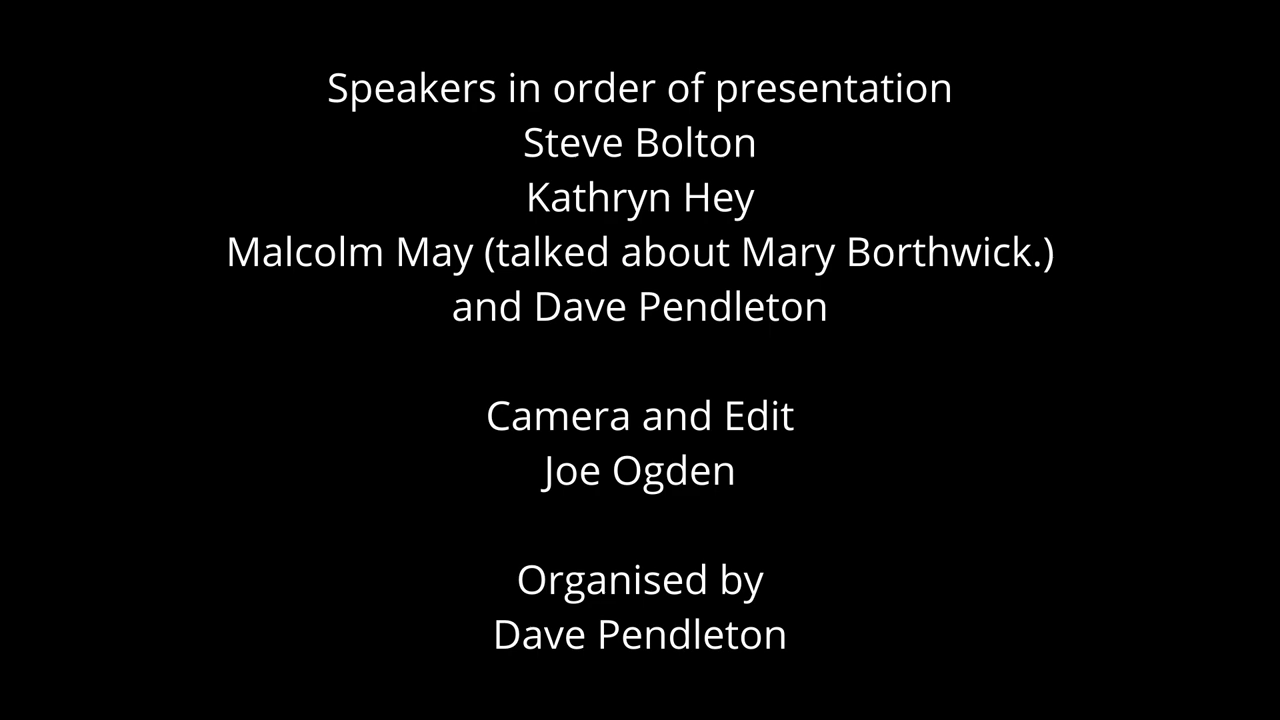 Speakers in order of presentation
Steve Bolton
Kathryn Hey
Malcolm May (talked about Mary Borthwick.)
and Dave Pendleton
Camera and Edit
Joe Ogden
Organised by
Dave Pendleton